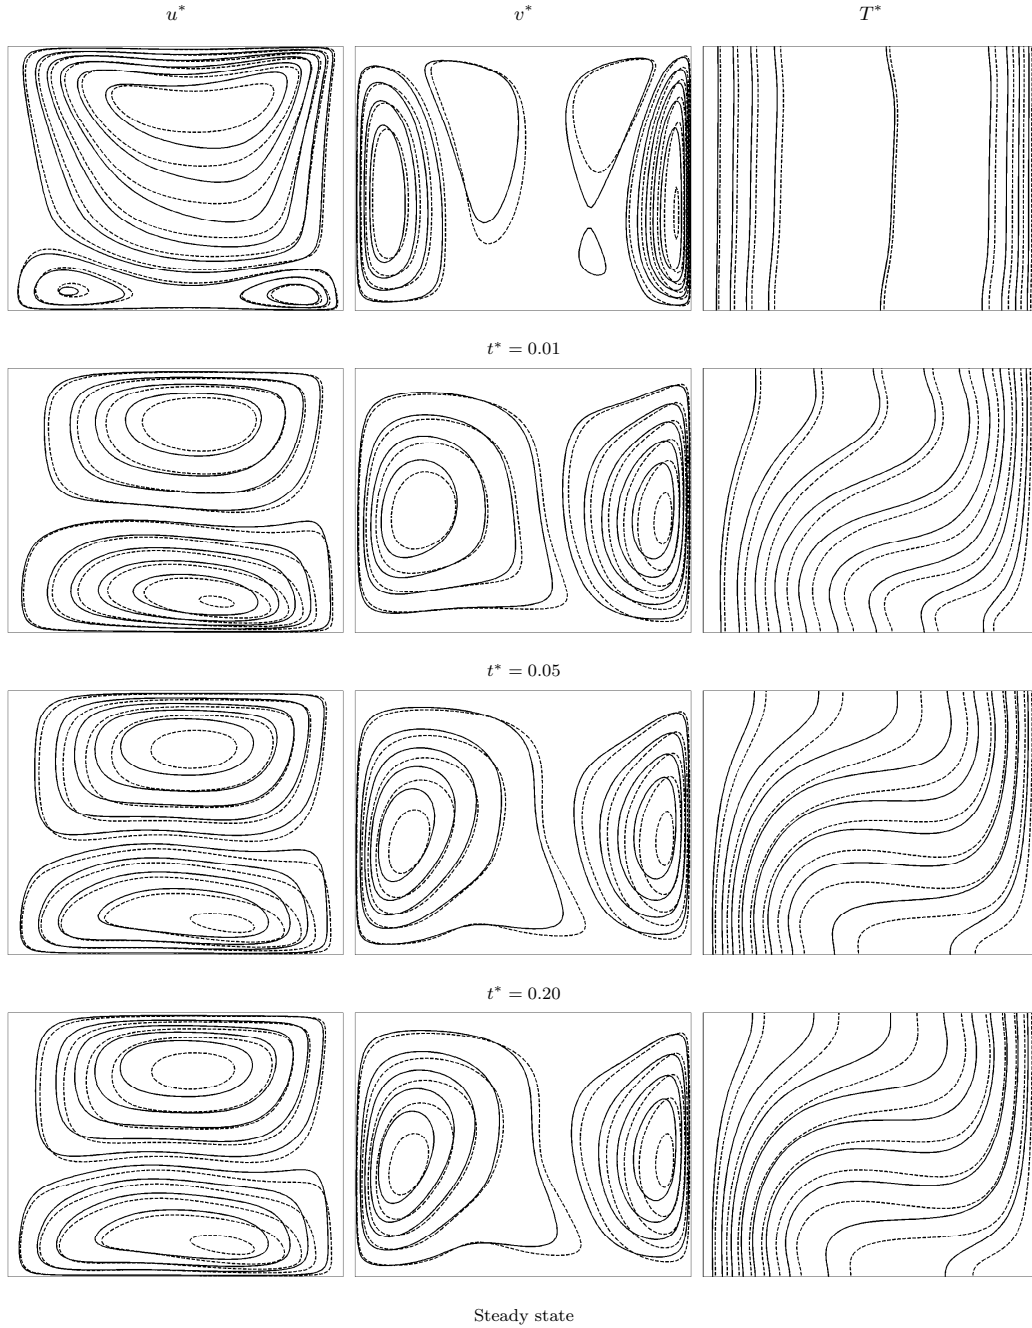 u* v* T*
t* = 0.01
t* = 0.05
t* = 0.20
Steady state